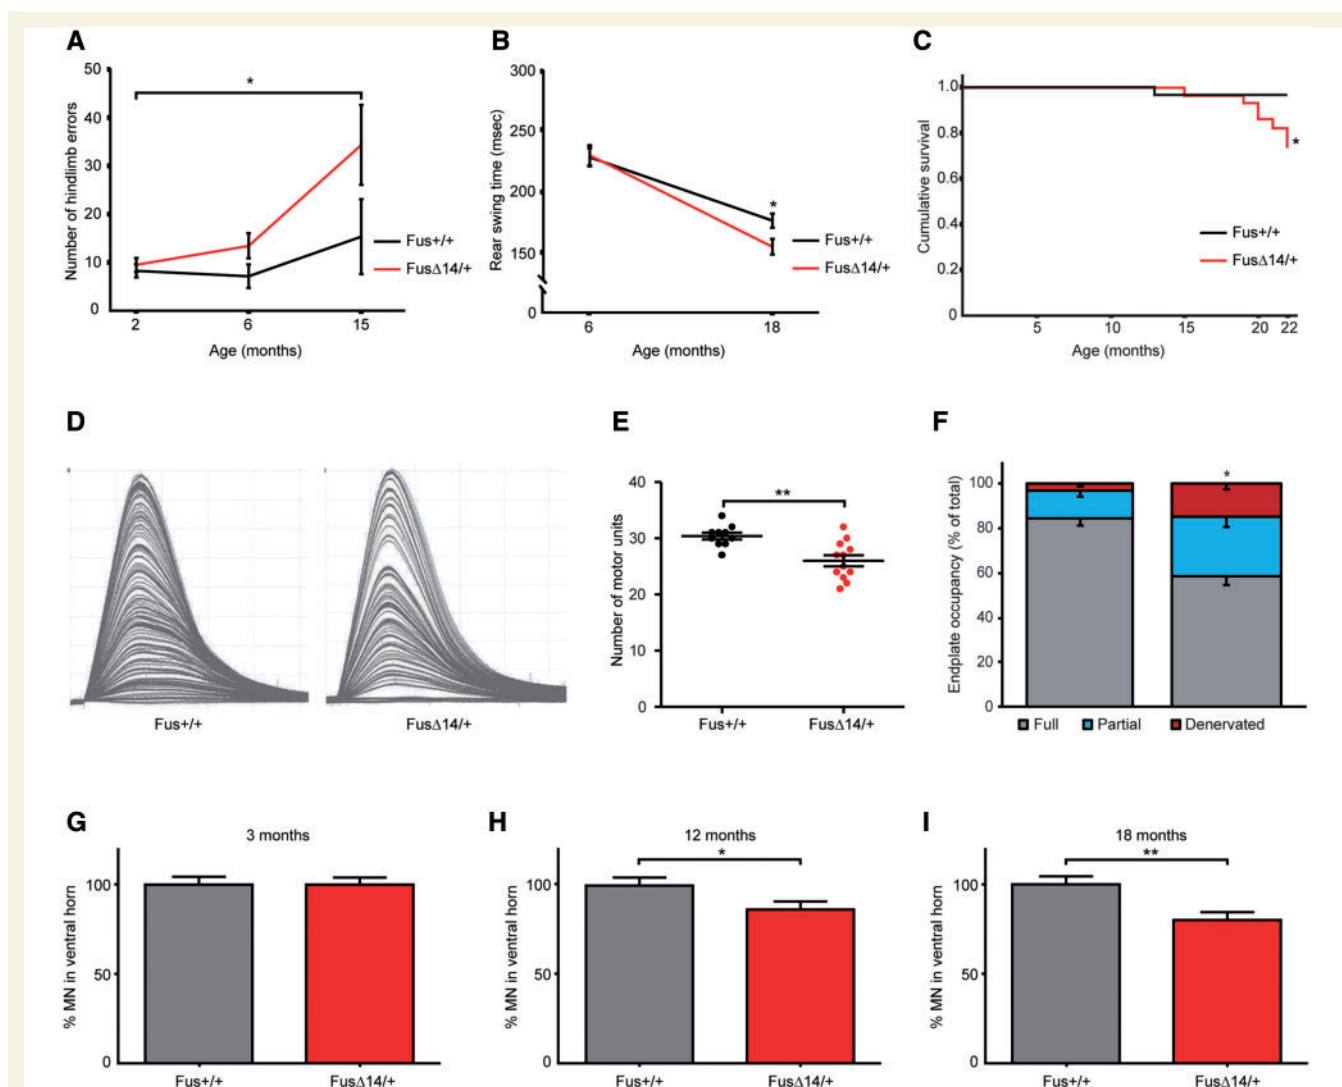 A
B
C
50
40
30
20
10
0
*
Number of hindlimb errors
Fus+/+
FusΔ14/+
2 6 15
Age (months)
300
250
200
150
0
*
Rear swing time (msec)
Fus+/+
FusΔ14/+
6 18
Age (months)
1.0
0.8
0.6
0.4
0.2
0.0
*
Cumulative survival
Fus+/+
FusΔ14/+
5 10 15 20 22
Age (months)
D
E
F
Fus+/+
FusΔ14/+
40
30
20
10
0
**
Number of motor units
Fus+/+
FusΔ14/+
100
80
60
40
20
0
*
Endplate occupancy (% of total)
Full Partial Denervated
G
H
I
3 months
100
50
0
% MN in ventral horn
Fus+/+
FusΔ14/+
12 months
*
100
50
0
% MN in ventral horn
Fus+/+
FusΔ14/+
18 months
**
100
50
0
% MN in ventral horn
Fus+/+
FusΔ14/+